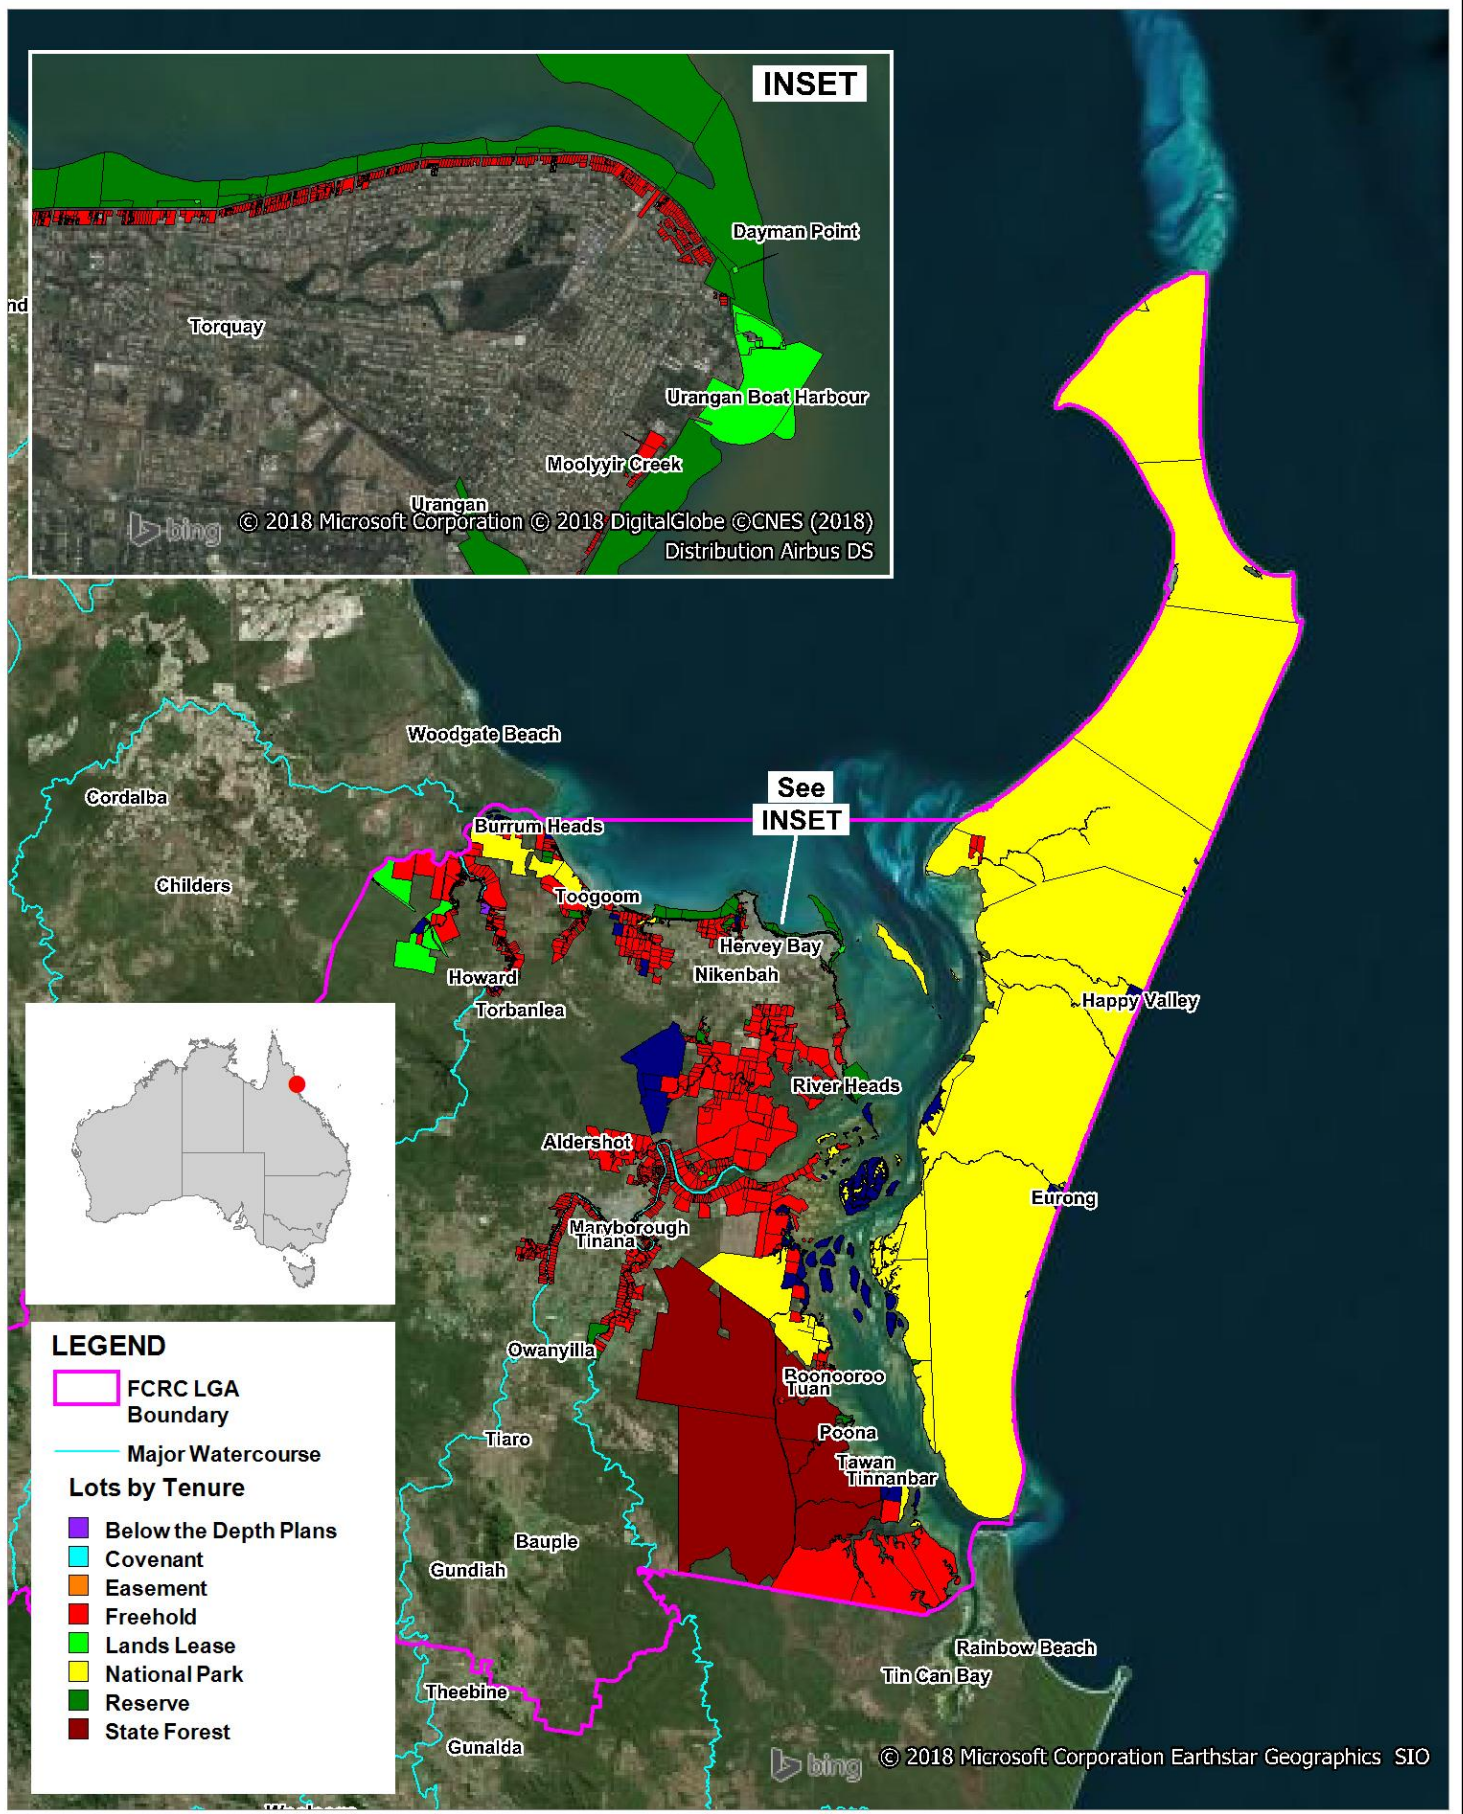 INSET
Dayman Point
Torquay
Urangan Boat Harbour
Moolyyir Creek
Urangan
bing
© 2018 Microsoft Corporation © 2018 DigitalGlobe ©CNES (2018)
Distribution Airbus DS
nd
Woodgate Beach
See
INSET
Cordalba
Burrum Heads
Childers
Toogoom
Hervey Bay
Nikenbah
Howard
Torbanlea
Happy Valley
River Heads
Aldershot
Eurong
Maryborough
Tinana
Owanyilla
Boonooroo
Tuan
Poona
Tiaro
Tawan
Tinnanbar
Bauple
Gundiah
Rainbow Beach
Tin Can Bay
Theebine
Gunalda
LEGEND
FCRC LGA
Boundary
Major Watercourse
Lots by Tenure
Below the Depth Plans
Covenant
Easement
Freehold
Lands Lease
National Park
Reserve
State Forest
bing
© 2018 Microsoft Corporation Earthstar Geographics SIO